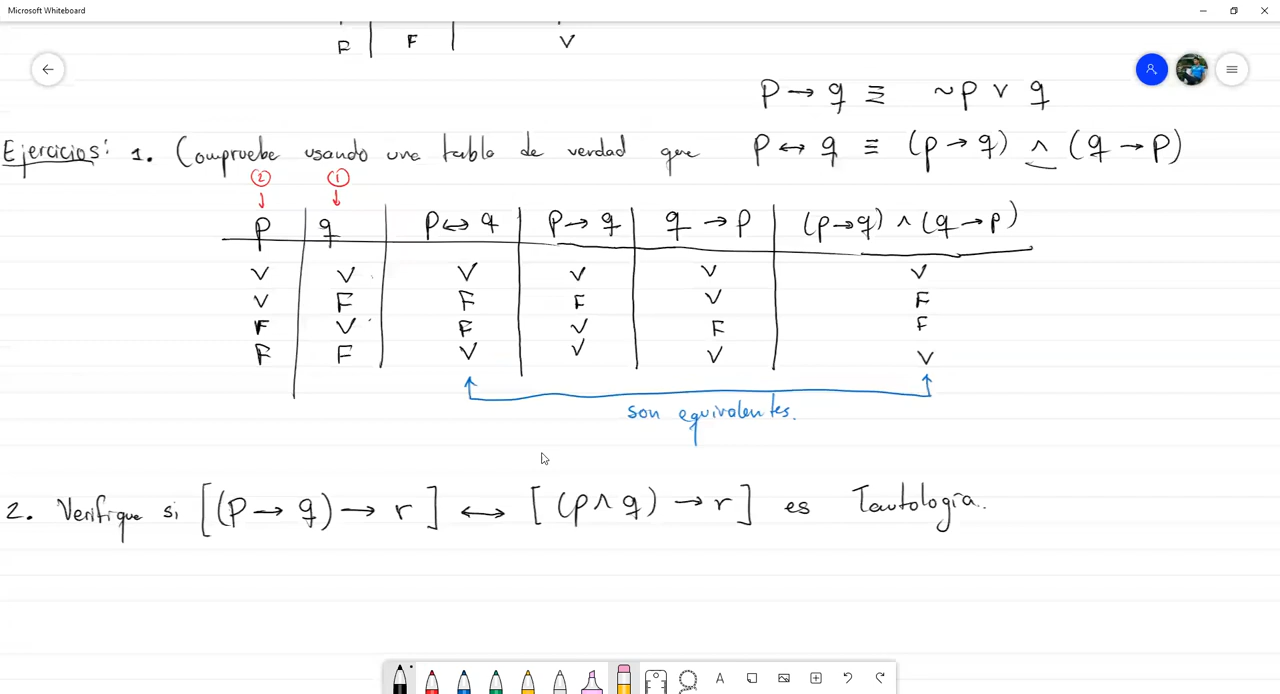 Microsoft Whiteboard
F F V
P → q ≡ ~p ∨ q
Ejercicios: 1. Compruebe usando una tabla de verdad que P ↔ q ≡ (p → q) ∧ (q → P)
② ①
P q P ↔ q P → q q → P (p → q) ∧ (q → P)
V V V V V V
V F F F V F
F V F V F F
F F V V V V
son equivalentes.
2. Verifique si [(P → q) → r] ↔ [(p ∧ q) → r] es Tautología.
A